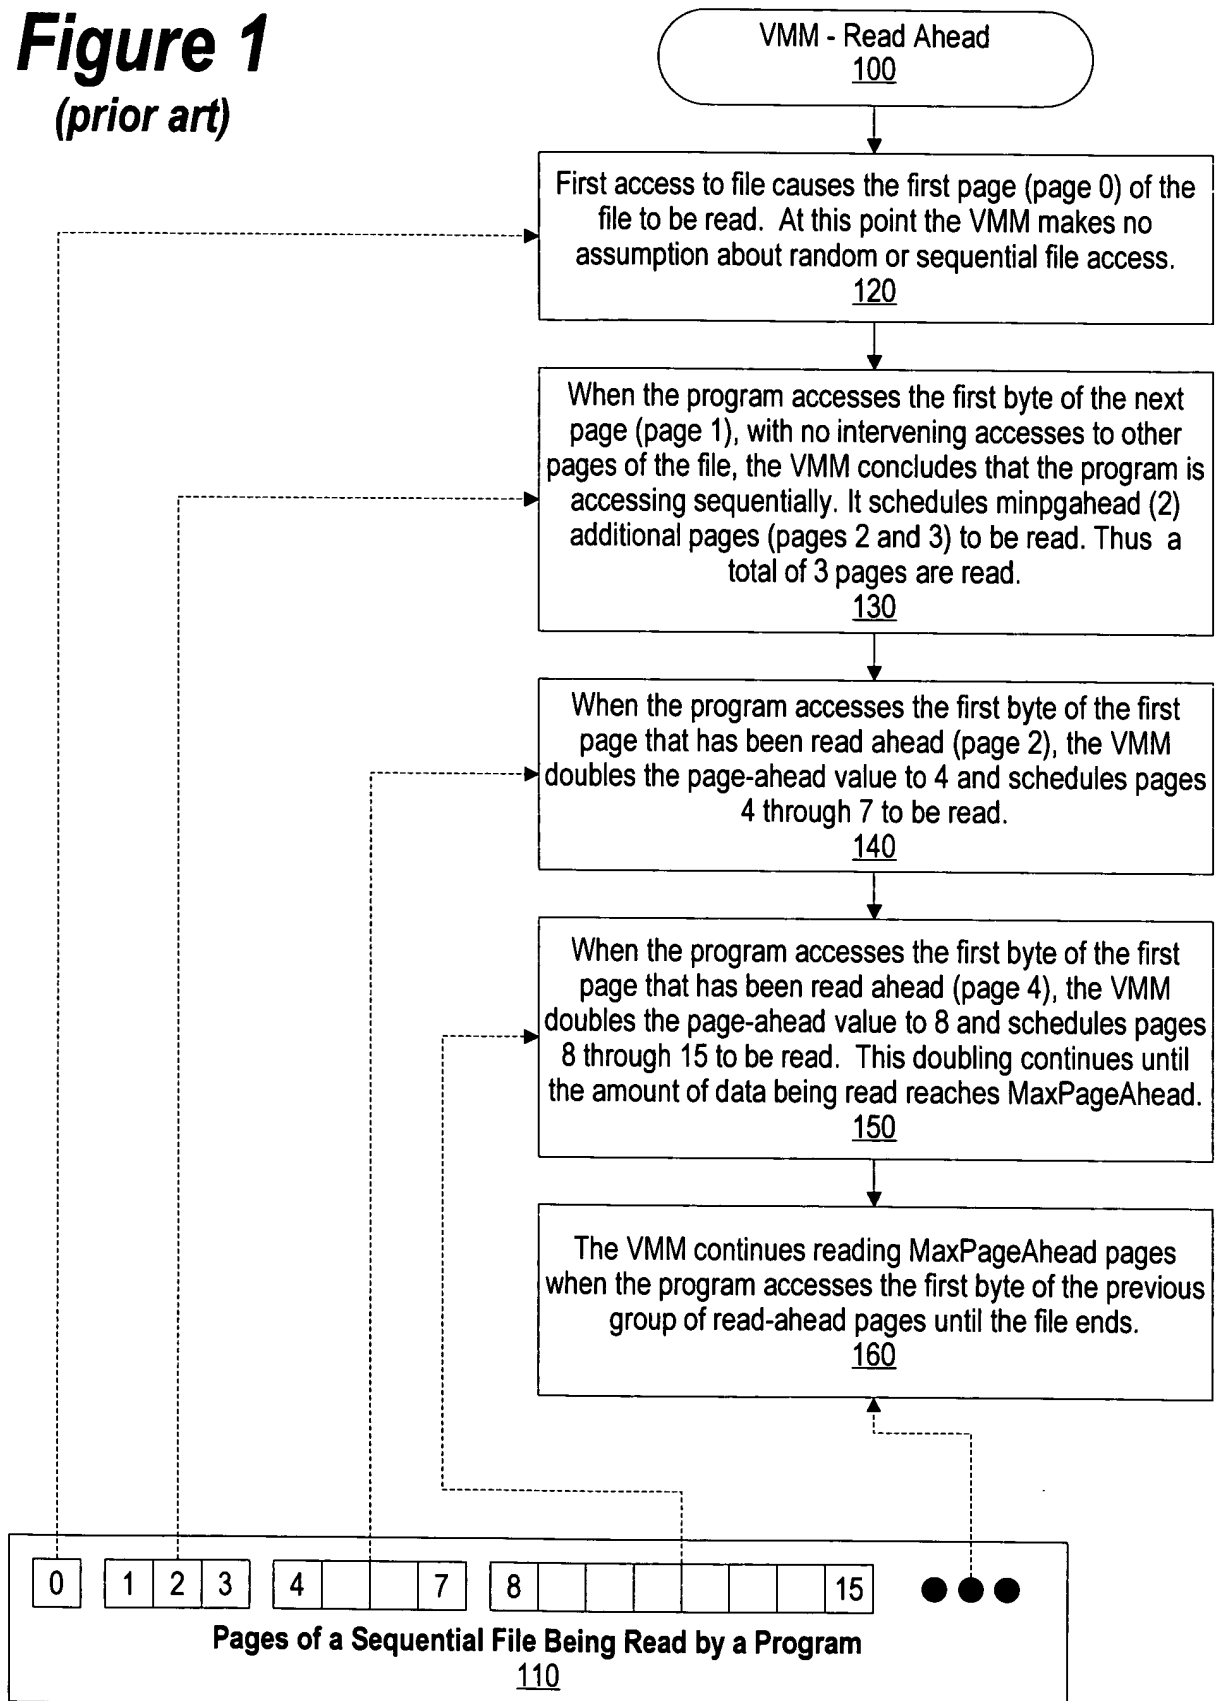 Figure 1
(prior art)
VMM - Read Ahead
100
First access to file causes the first page (page 0) of the
file to be read. At this point the VMM makes no
assumption about random or sequential file access.
120
When the program accesses the first byte of the next
page (page 1), with no intervening accesses to other
pages of the file, the VMM concludes that the program is
accessing sequentially. It schedules minpgahead (2)
additional pages (pages 2 and 3) to be read. Thus a
total of 3 pages are read.
130
When the program accesses the first byte of the first
page that has been read ahead (page 2), the VMM
doubles the page-ahead value to 4 and schedules pages
4 through 7 to be read.
140
When the program accesses the first byte of the first
page that has been read ahead (page 4), the VMM
doubles the page-ahead value to 8 and schedules pages
8 through 15 to be read. This doubling continues until
the amount of data being read reaches MaxPageAhead.
150
The VMM continues reading MaxPageAhead pages
when the program accesses the first byte of the previous
group of read-ahead pages until the file ends.
160
0 1 2 3 4 7 8 15
Pages of a Sequential File Being Read by a Program
110